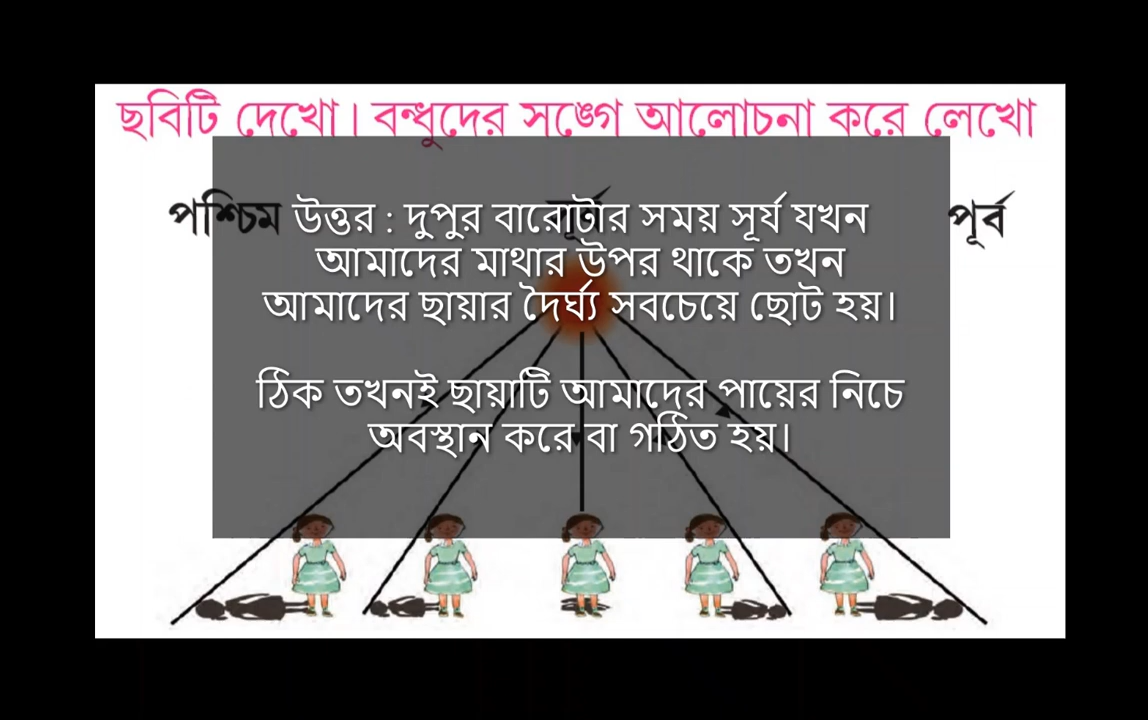 ছবিটি দেখো। বন্ধুদের সঙ্গে আলোচনা করে লেখো
পশ্চিম
সূর্য
পূর্ব
উত্তর : দুপুর বারোটার সময় সূর্য যখন
আমাদের মাথার উপর থাকে তখন
আমাদের ছায়ার দৈর্ঘ্য সবচেয়ে ছোট হয়।
ঠিক তখনই ছায়াটি আমাদের পায়ের নিচে
অবস্থান করে বা গঠিত হয়।